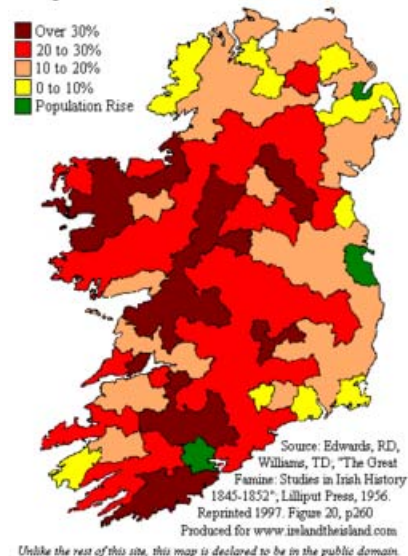 Over 30%
20 to 30%
10 to 20%
0 to 10%
Population Rise
Source: Edwards, RD,
Williams, TD; "The Great
Famine: Studies in Irish History
1845-1852"; Lilliput Press, 1956.
Reprinted 1997. Figure 20, p260
Produced for www.irelandtheisland.com
Unlike the rest of this site, this map is declared to be in the public domain.